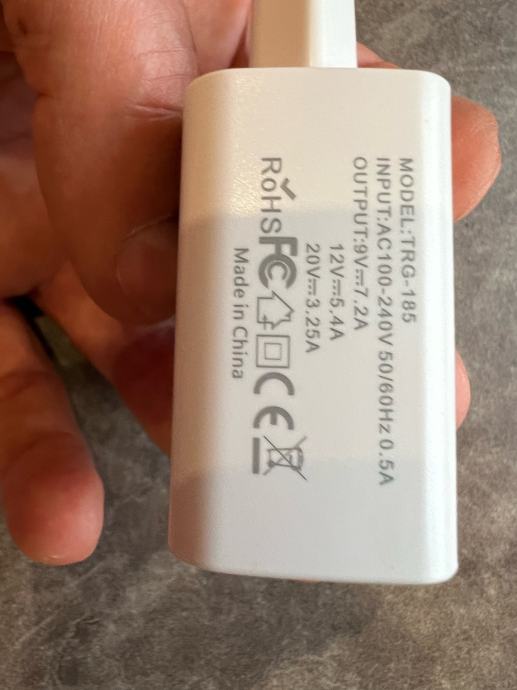 MODEL:TRG-185
INPUT:AC100-240V 50/60Hz 0.5A
OUTPUT:9V⎓7.2A
12V⎓5.4A
20V⎓3.25A
RoHS FC CE
Made in China